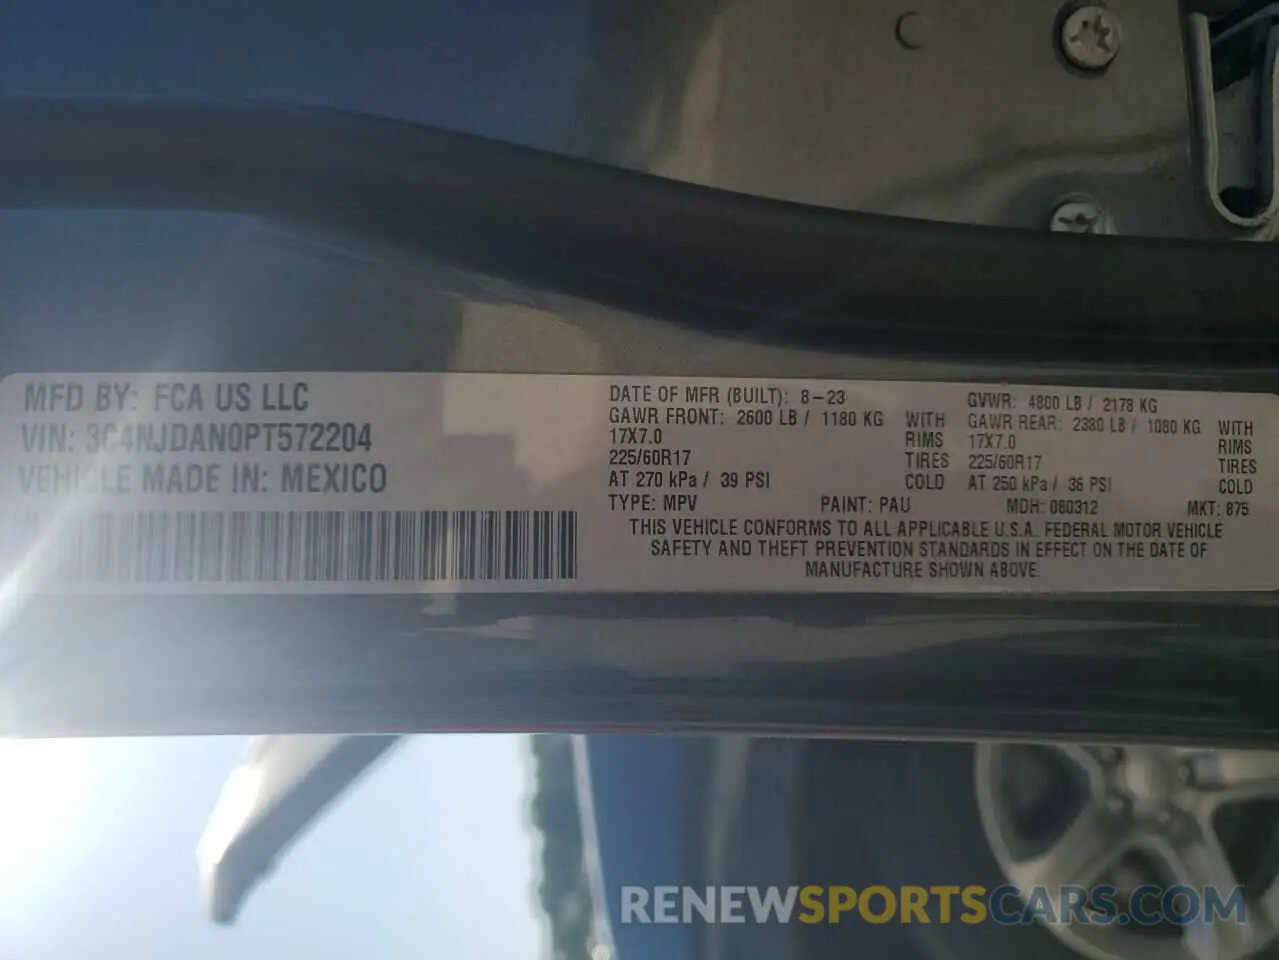 MFD BY: FCA US LLC
VIN: 3C4NJDAN0PT572204
VEHICLE MADE IN: MEXICO
DATE OF MFR (BUILT): 8-23
GAWR FRONT: 2600 LB / 1180 KG WITH
17X7.0 RIMS
225/60R17 TIRES
AT 270 kPa / 39 PSI COLD
TYPE: MPV PAINT: PAU
GVWR: 4800 LB / 2178 KG
GAWR REAR: 2380 LB / 1080 KG WITH
17X7.0 RIMS
225/60R17 TIRES
AT 250 kPa / 36 PSI COLD
MDH: 080312 MKT: 875
THIS VEHICLE CONFORMS TO ALL APPLICABLE U.S.A. FEDERAL MOTOR VEHICLE
SAFETY AND THEFT PREVENTION STANDARDS IN EFFECT ON THE DATE OF
MANUFACTURE SHOWN ABOVE.
RENEWSPORTSCARS.COM